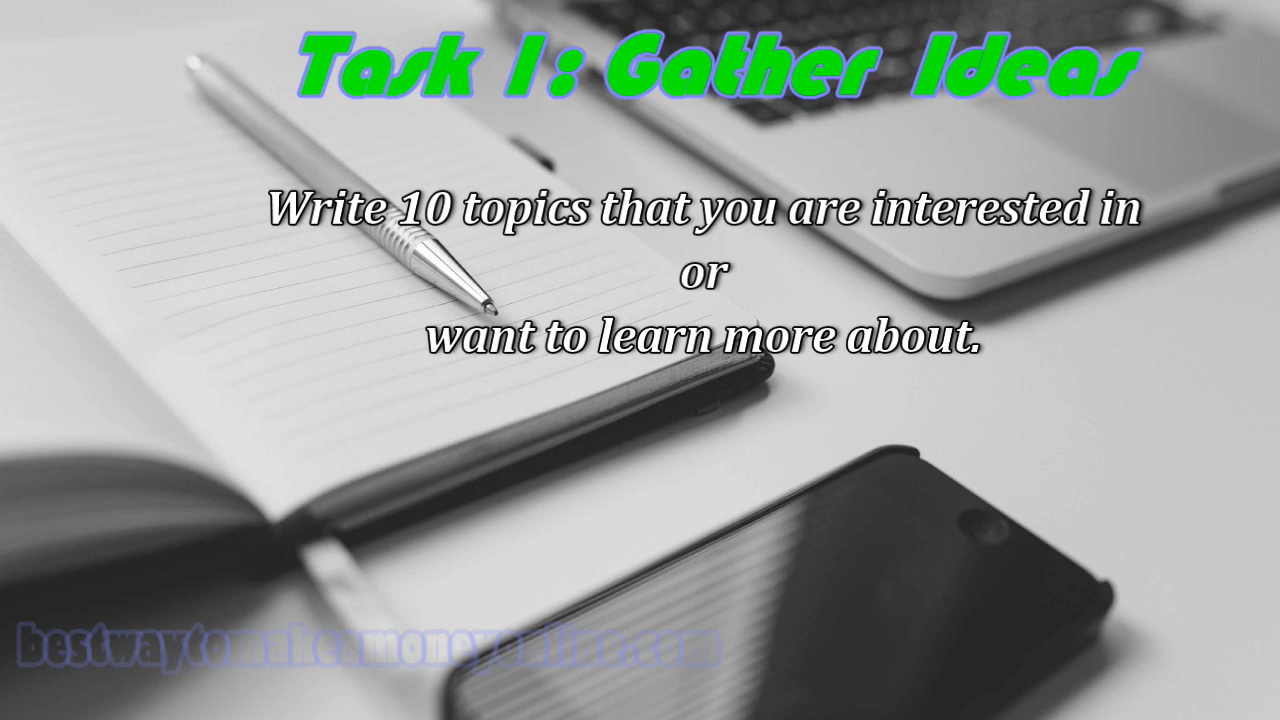 Task 1: Gather Ideas
Write 10 topics that you are interested in
or
want to learn more about.
bestwaytomakeamoneyonline.com